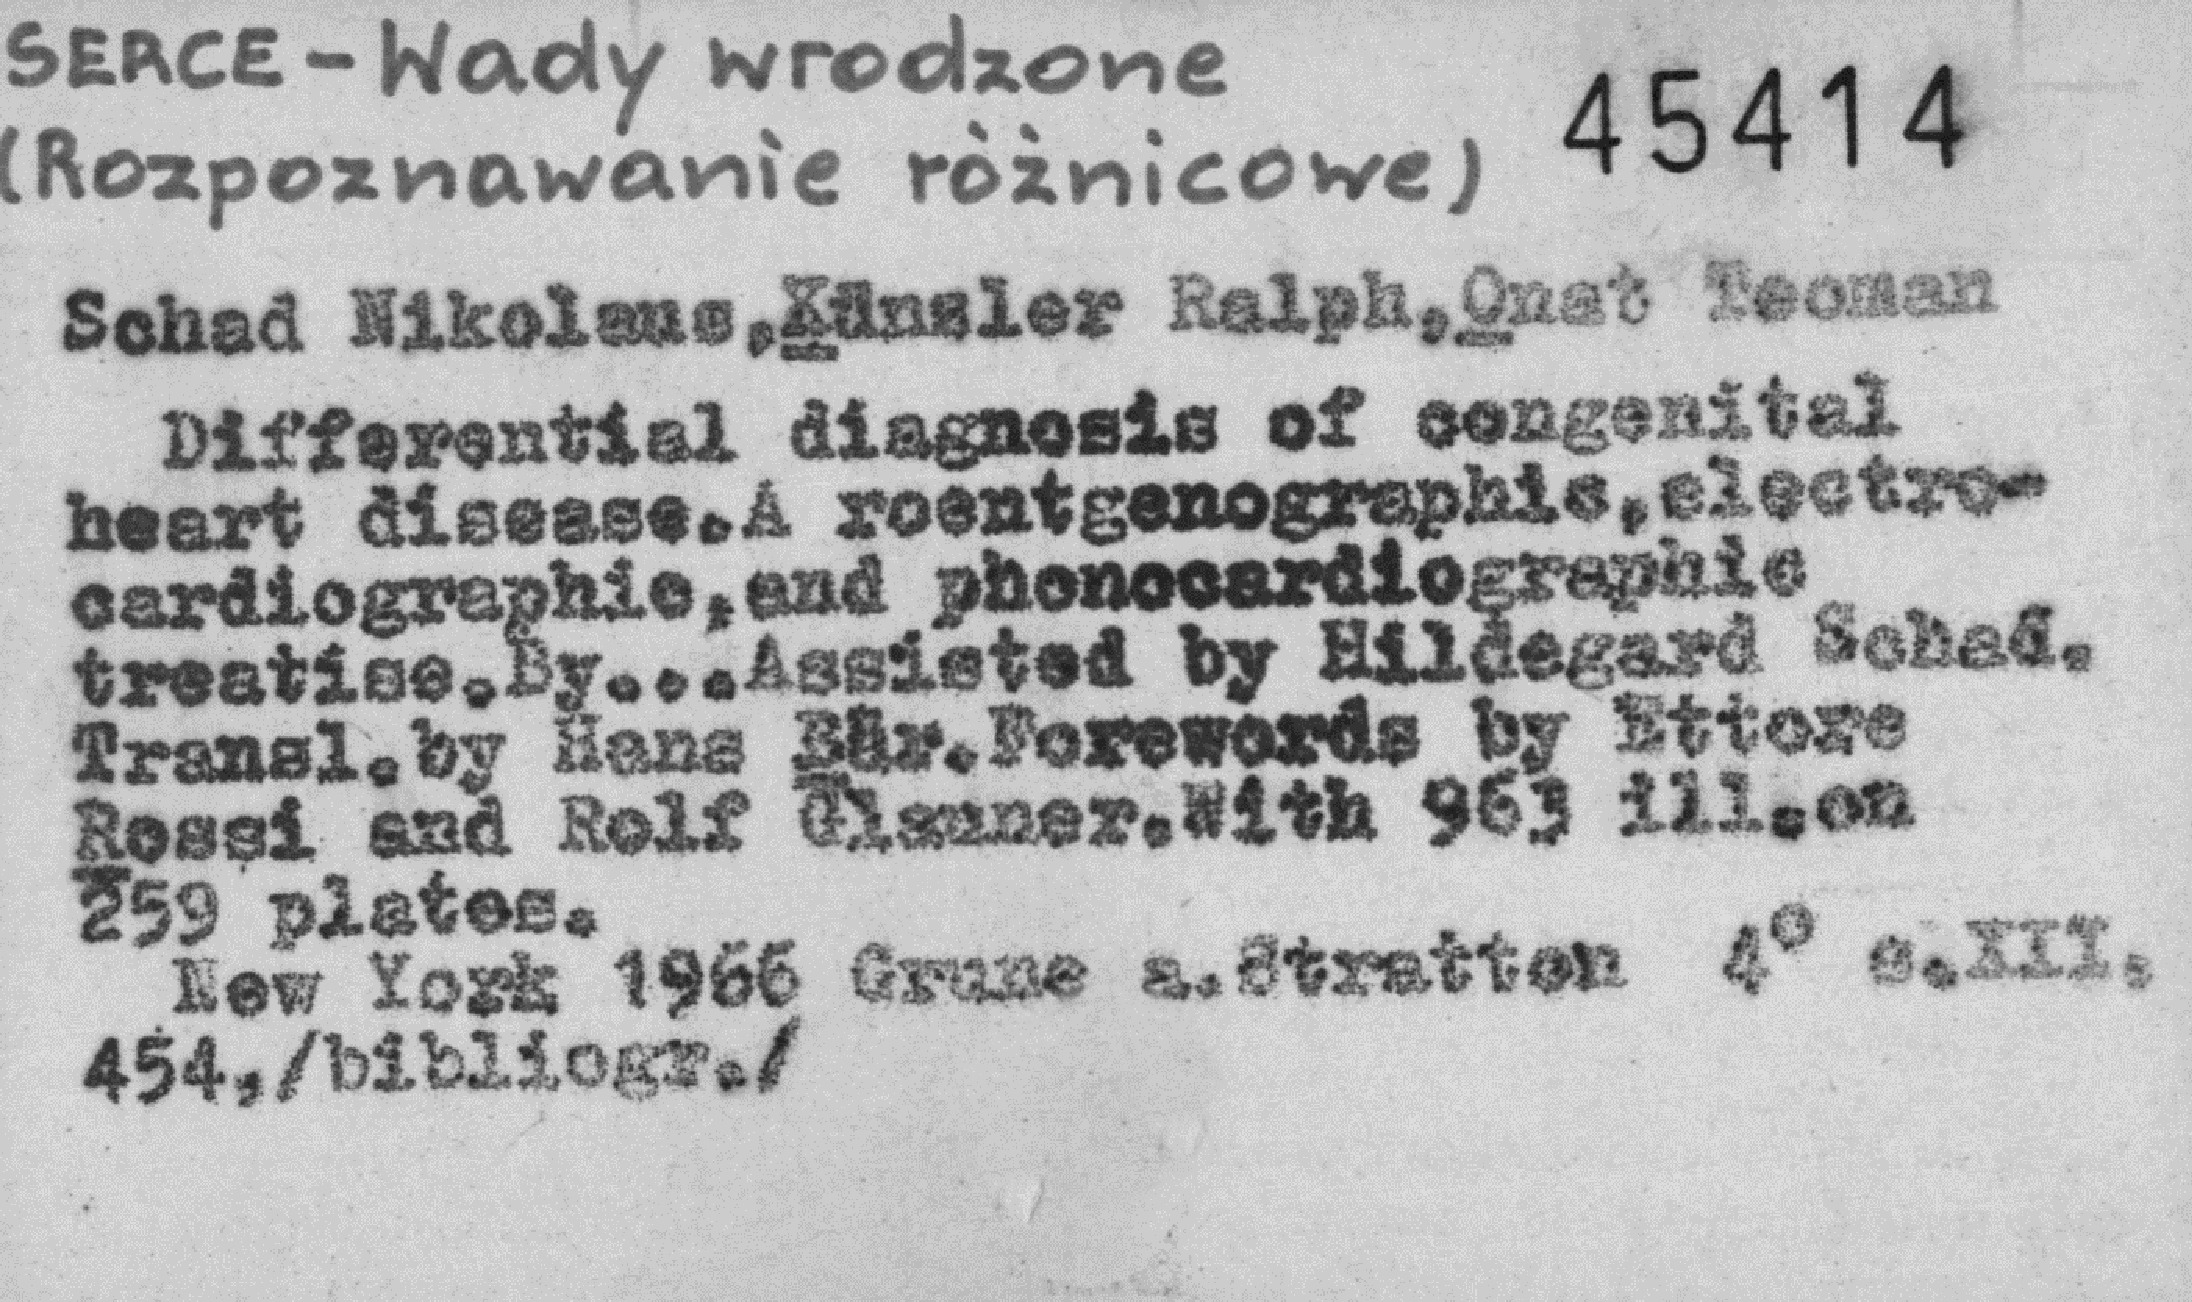 SERCE - Wady wrodzone
(Rozpoznawanie różnicowe) 45414
Schad Nikolaus, Künzler Ralph, Onat Teoman
Differential diagnosis of congenital
heart disease. A roentgenographic, electro-
cardiographic, and phonocardiographic
treatise. By... Assisted by Hildegard Schad.
Transl. by Hans Bär. Forewords by Ettore
Rossi and Rolf Glauner. With 963 ill. on
259 plates.
New York 1966 Grune a. Stratton 4° s. XII.
454, /bibliogr./